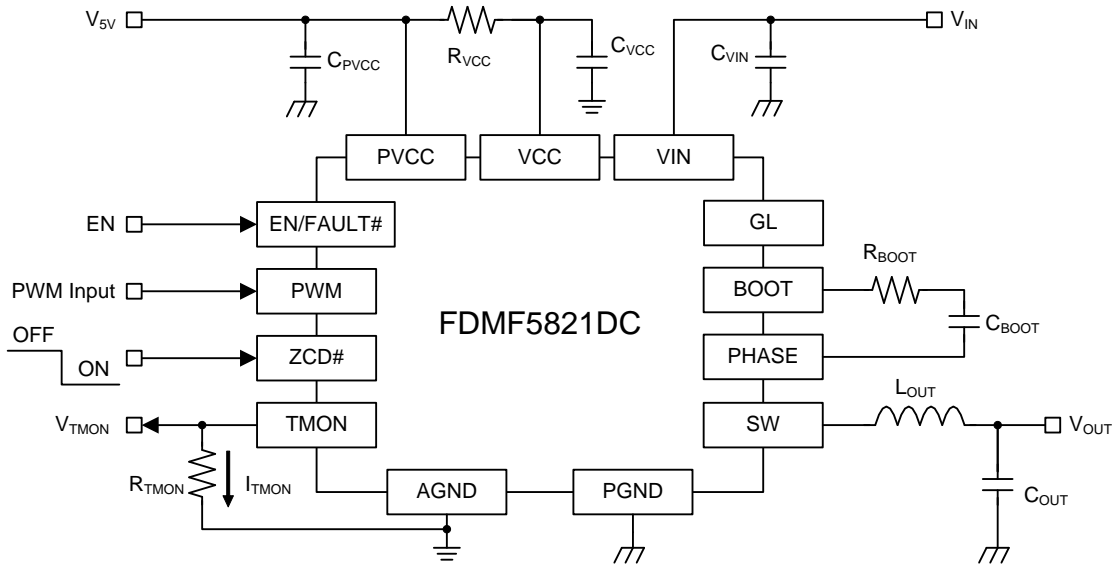 V5V
RVCC
CPVCC
CVCC
CVIN
VIN
PVCC
VCC
VIN
EN
EN/FAULT#
GL
PWM Input
PWM
BOOT
RBOOT
CBOOT
FDMF5821DC
OFF
ON
ZCD#
PHASE
VTMON
TMON
SW
LOUT
VOUT
RTMON
ITMON
AGND
PGND
COUT